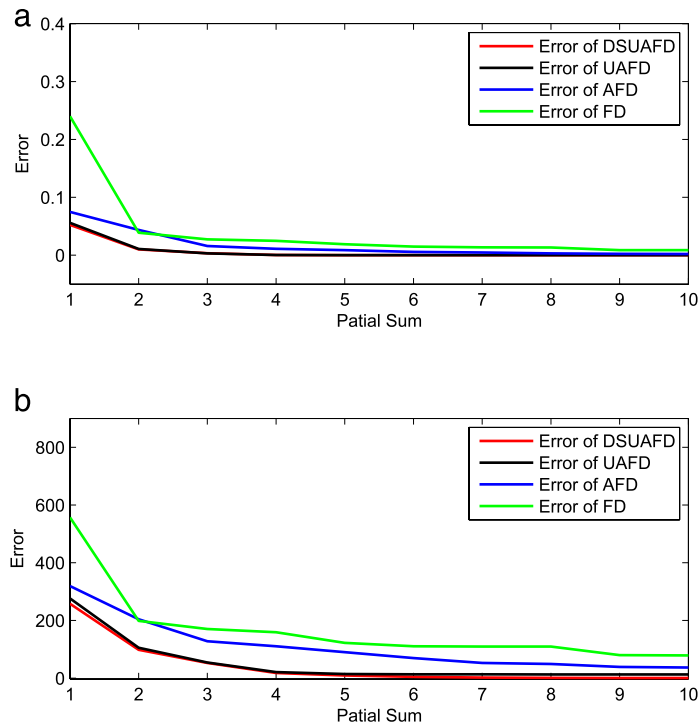 a
0.4
0.3
0.2
0.1
0
Error
Error of DSUAFD
Error of UAFD
Error of AFD
Error of FD
1 2 3 4 5 6 7 8 9 10
Patial Sum
b
800
600
400
200
0
Error
Error of DSUAFD
Error of UAFD
Error of AFD
Error of FD
1 2 3 4 5 6 7 8 9 10
Patial Sum